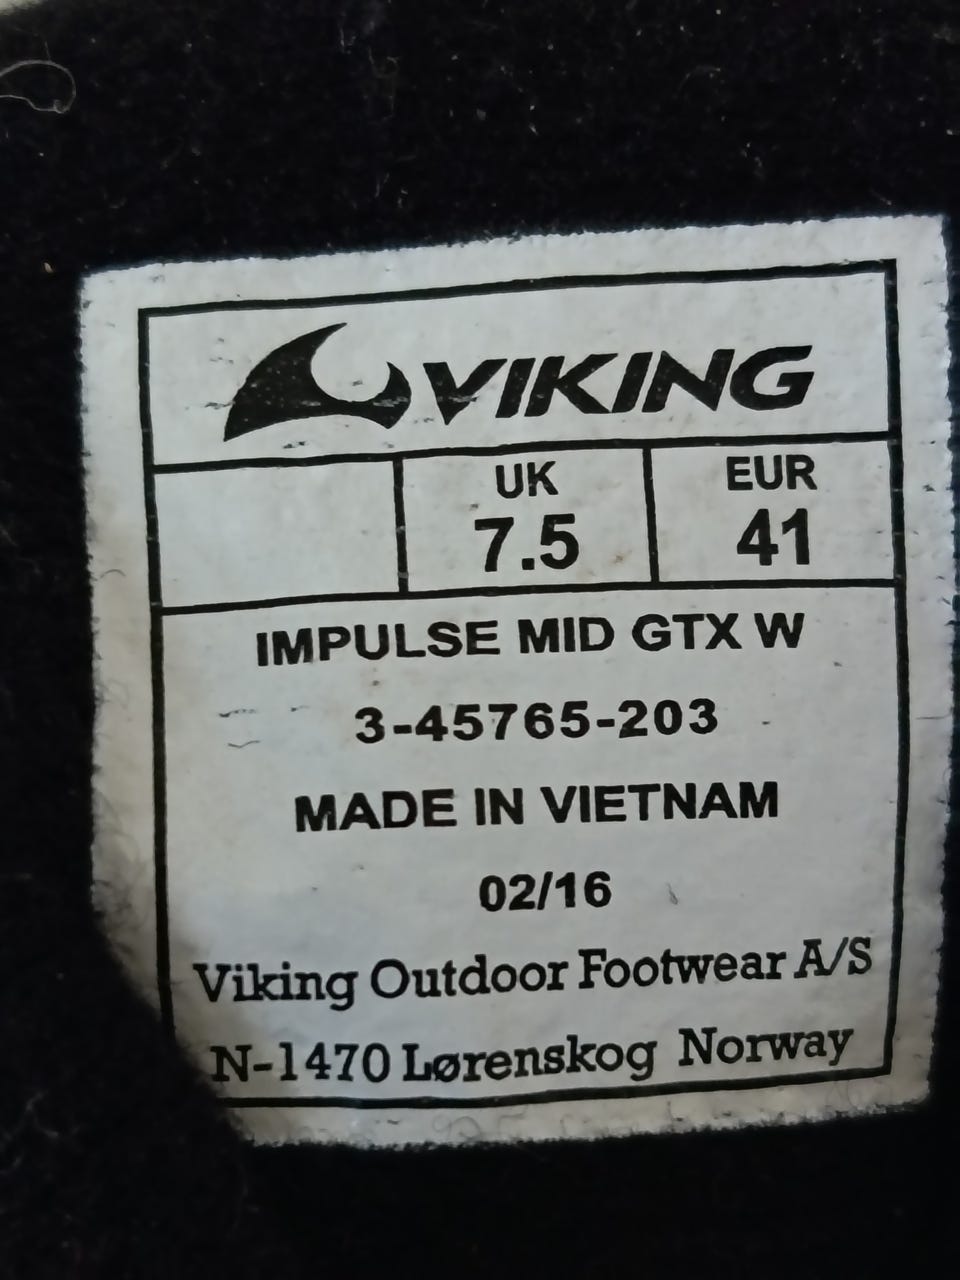 VIKING
UK EUR
7.5 41
IMPULSE MID GTX W
3-45765-203
MADE IN VIETNAM
02/16
Viking Outdoor Footwear A/S
N-1470 Lørenskog Norway